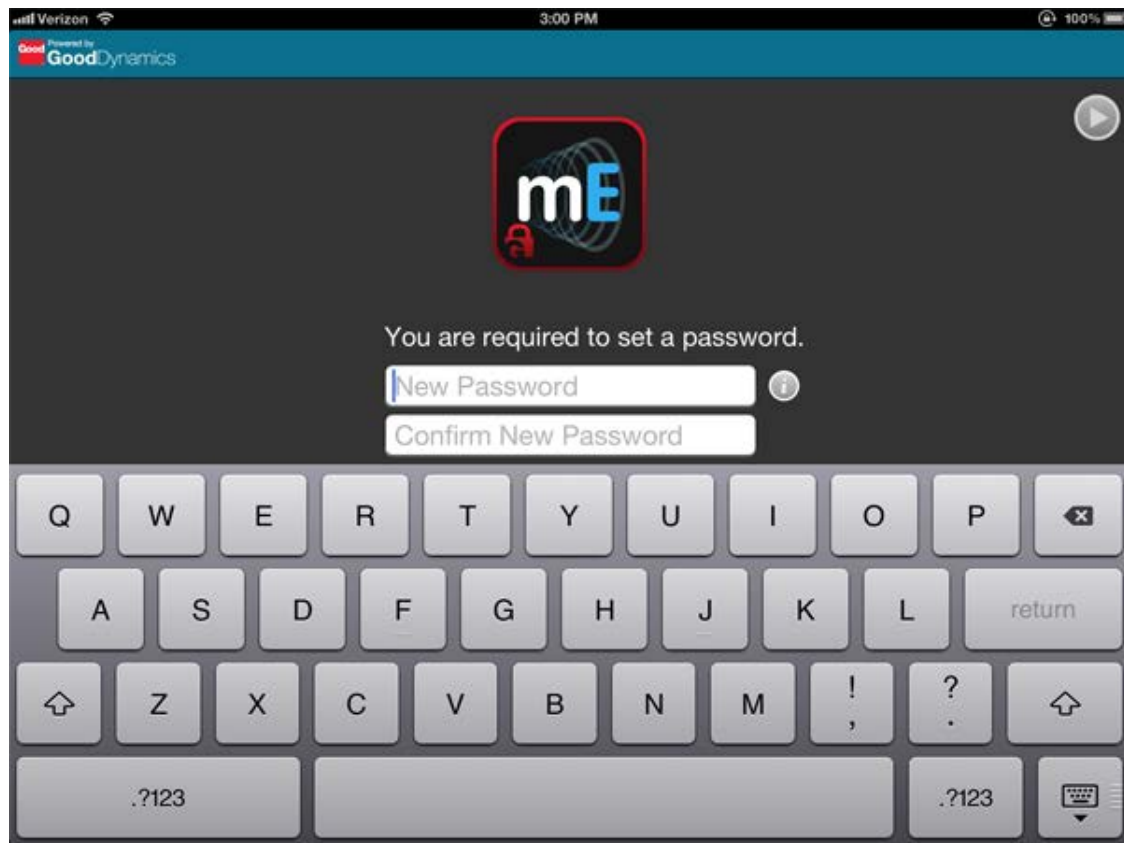 Verizon 3:00 PM 100%
Good Powered by
GoodDynamics
mE
G
You are required to set a password.
New Password
Confirm New Password
Q W E R T Y U I O P
A S D F G H J K L return
Z X C V B N M ! , ? .
.?123 .?123